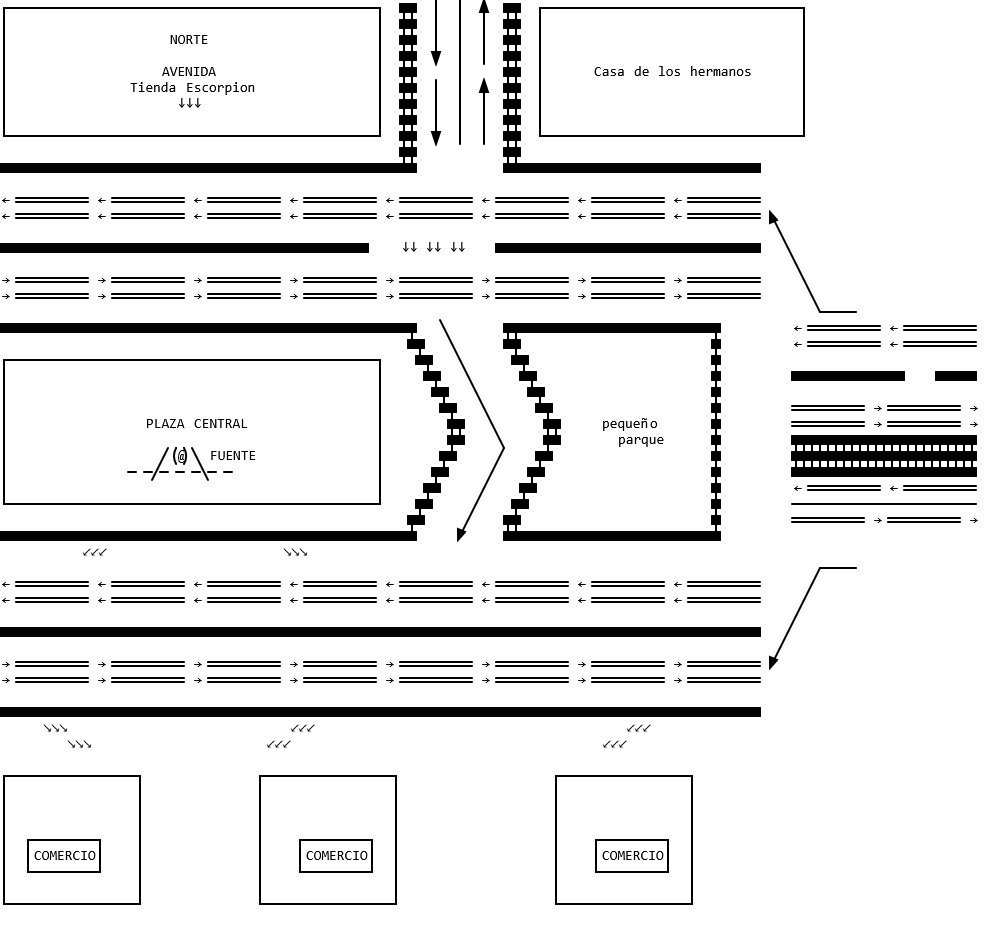 NORTE
AVENIDA
Tienda Escorpion
↓↓↓
Casa de los hermanos
↓↓ ↓↓ ↓↓
pequeño
parque
PLAZA CENTRAL
(@) FUENTE
COMERCIO
COMERCIO
COMERCIO